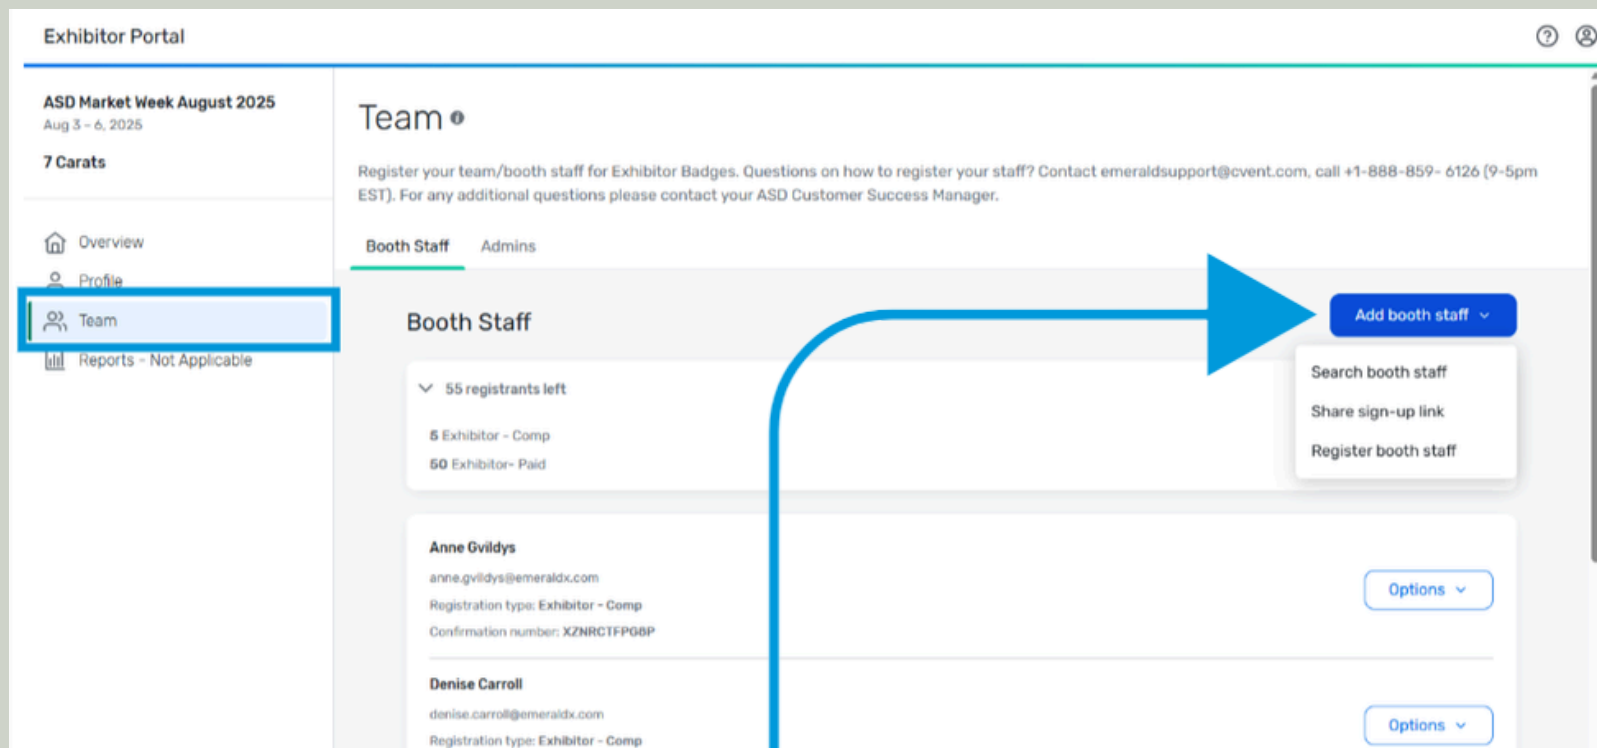 Exhibitor Portal
ASD Market Week August 2025
Aug 3 - 6, 2025
7 Carats
Overview
Profile
Team
Reports - Not Applicable
Team
Register your team/booth staff for Exhibitor Badges. Questions on how to register your staff? Contact emeraldsupport@cvent.com, call +1-888-859- 6126 (9-5pm
EST). For any additional questions please contact your ASD Customer Success Manager.
Booth Staff
Admins
Booth Staff
Add booth staff
Search booth staff
Share sign-up link
Register booth staff
55 registrants left
5 Exhibitor - Comp
50 Exhibitor- Paid
Anne Gvildys
anne.gvildys@emeraldx.com
Registration type: Exhibitor - Comp
Confirmation number: XZNRCTFPG8P
Options
Denise Carroll
denise.carroll@emeraldx.com
Registration type: Exhibitor - Comp
Options